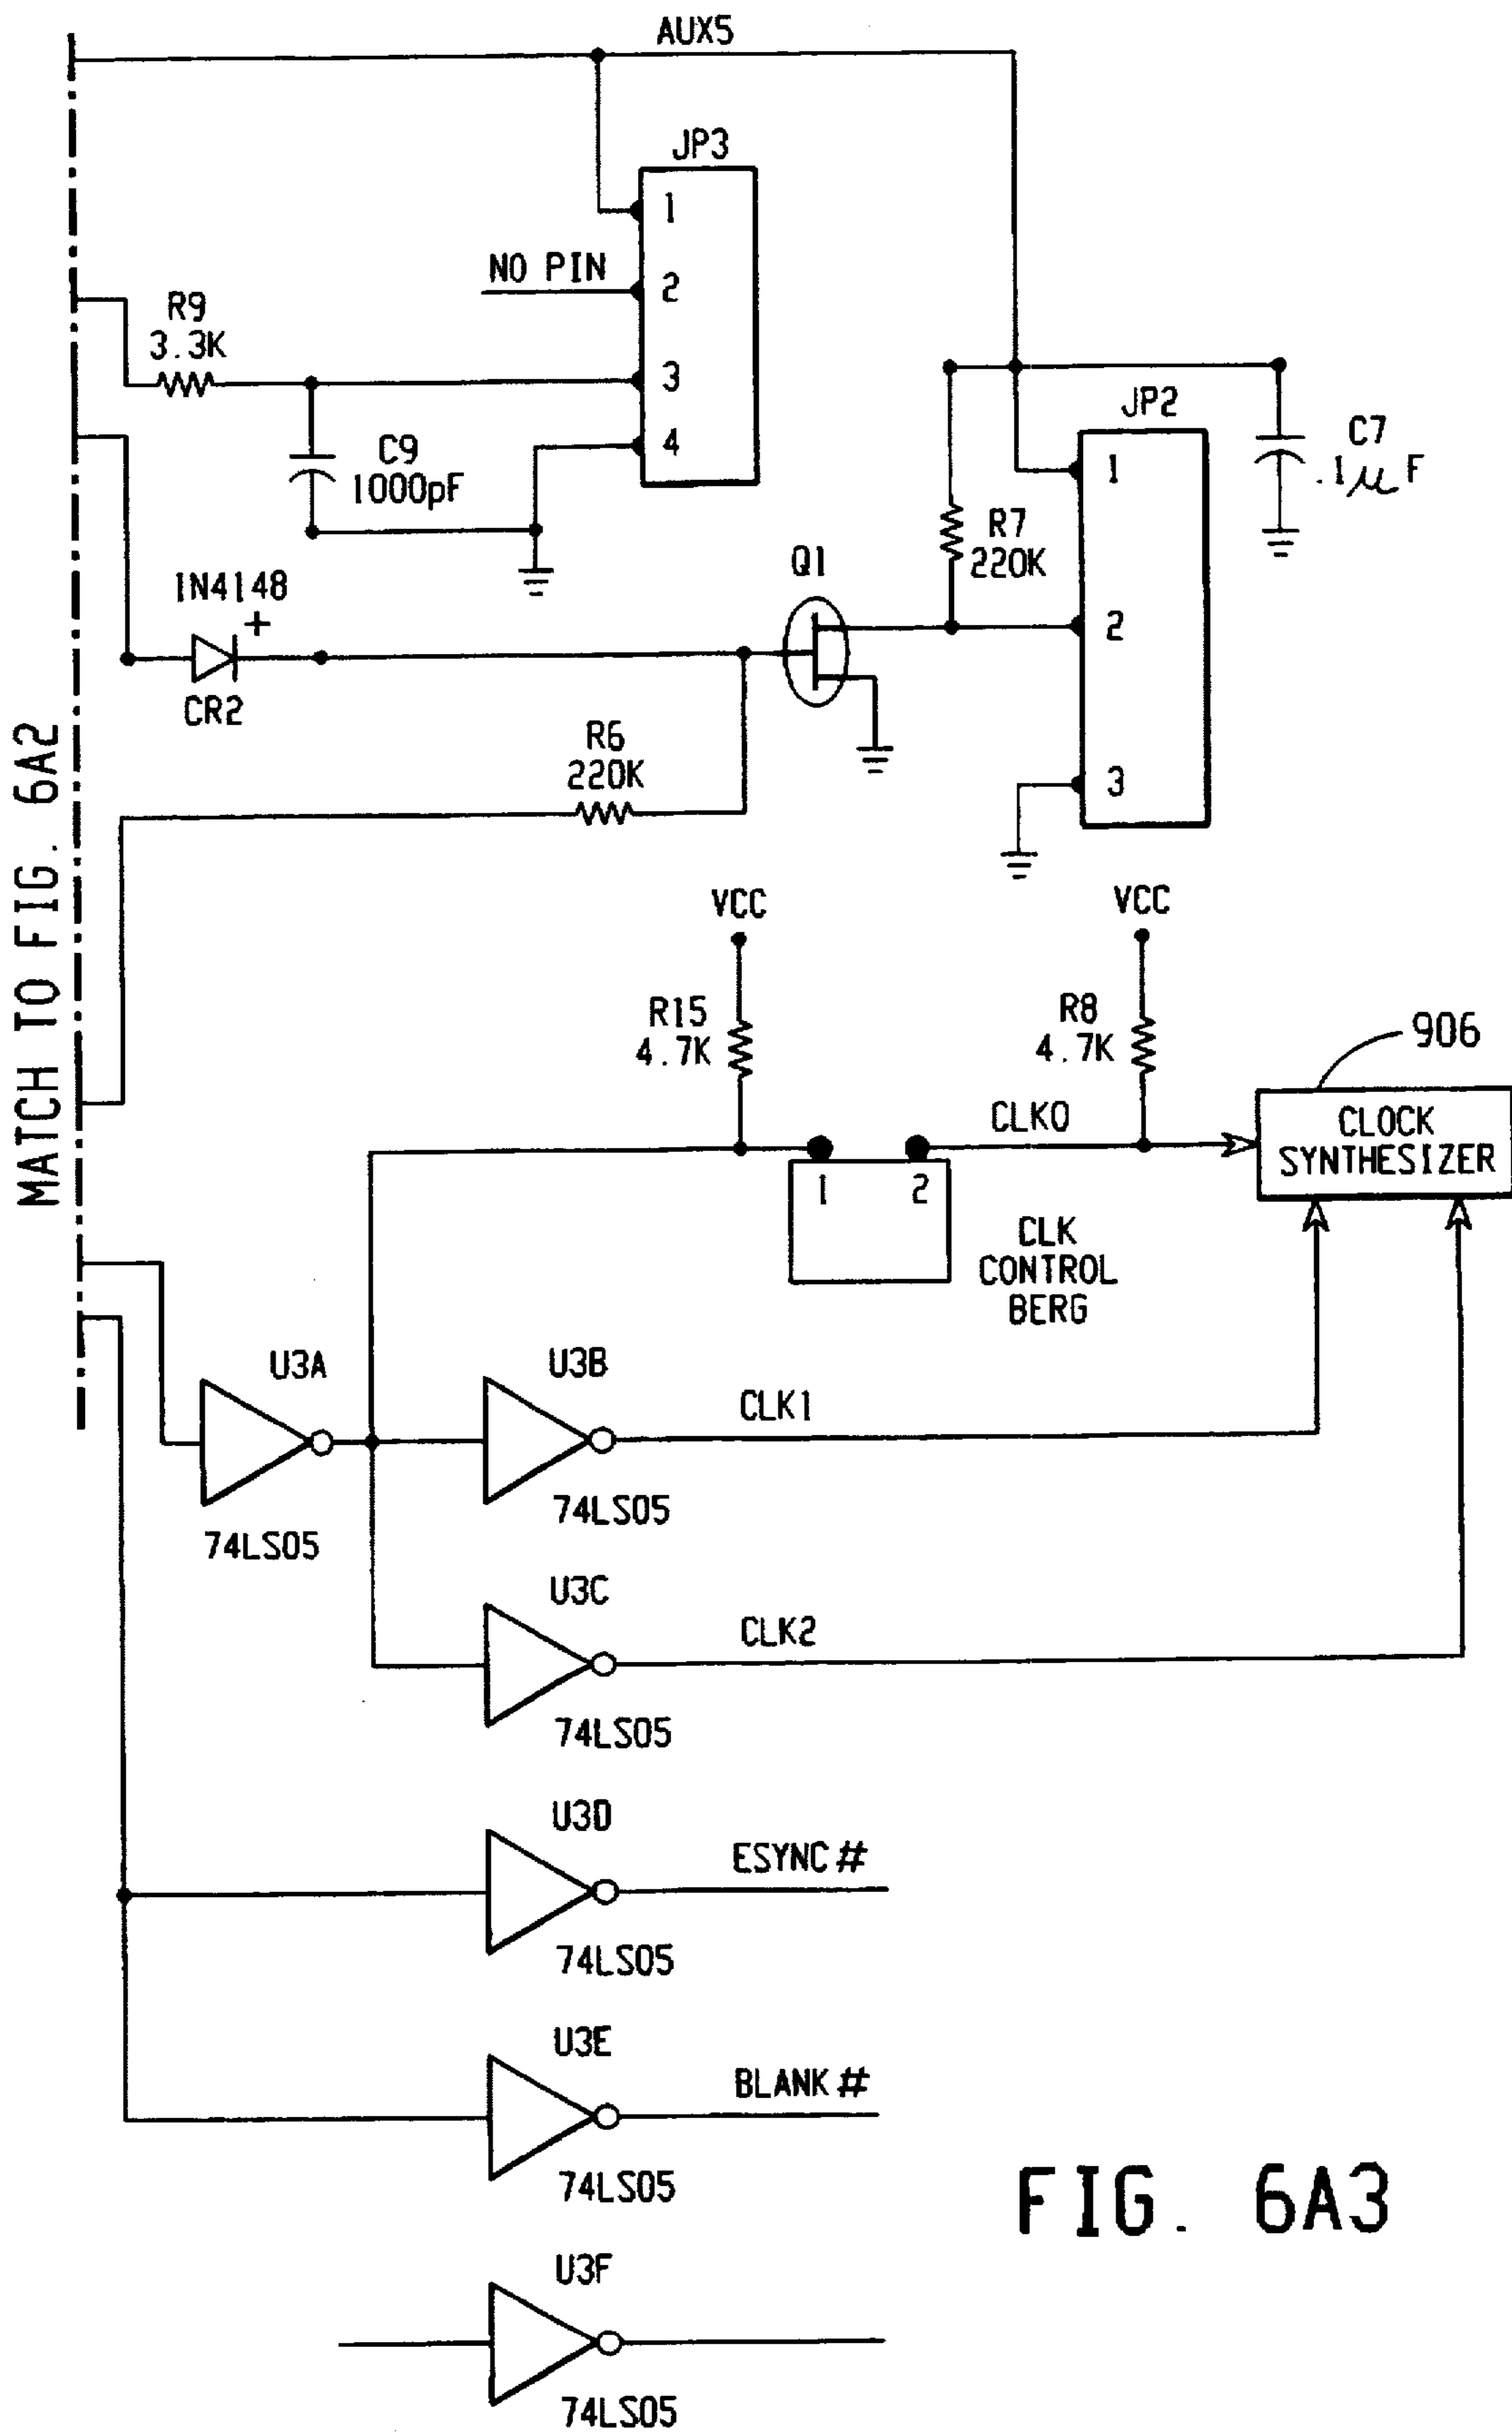 AUX5
JP3
1
NO PIN
2
R9
3.3K
3
4
C9
1000pF
JP2
1
C7
.1µF
R7
220K
Q1
2
1N4148
+
CR2
R6
220K
3
MATCH TO FIG. 6A2
VCC
VCC
R15
4.7K
R8
4.7K
906
CLK0
CLOCK
SYNTHESIZER
1
2
CLK
CONTROL
BERG
U3A
74LS05
U3B
CLK1
74LS05
U3C
CLK2
74LS05
U3D
ESYNC#
74LS05
U3E
BLANK#
74LS05
FIG. 6A3
U3F
74LS05